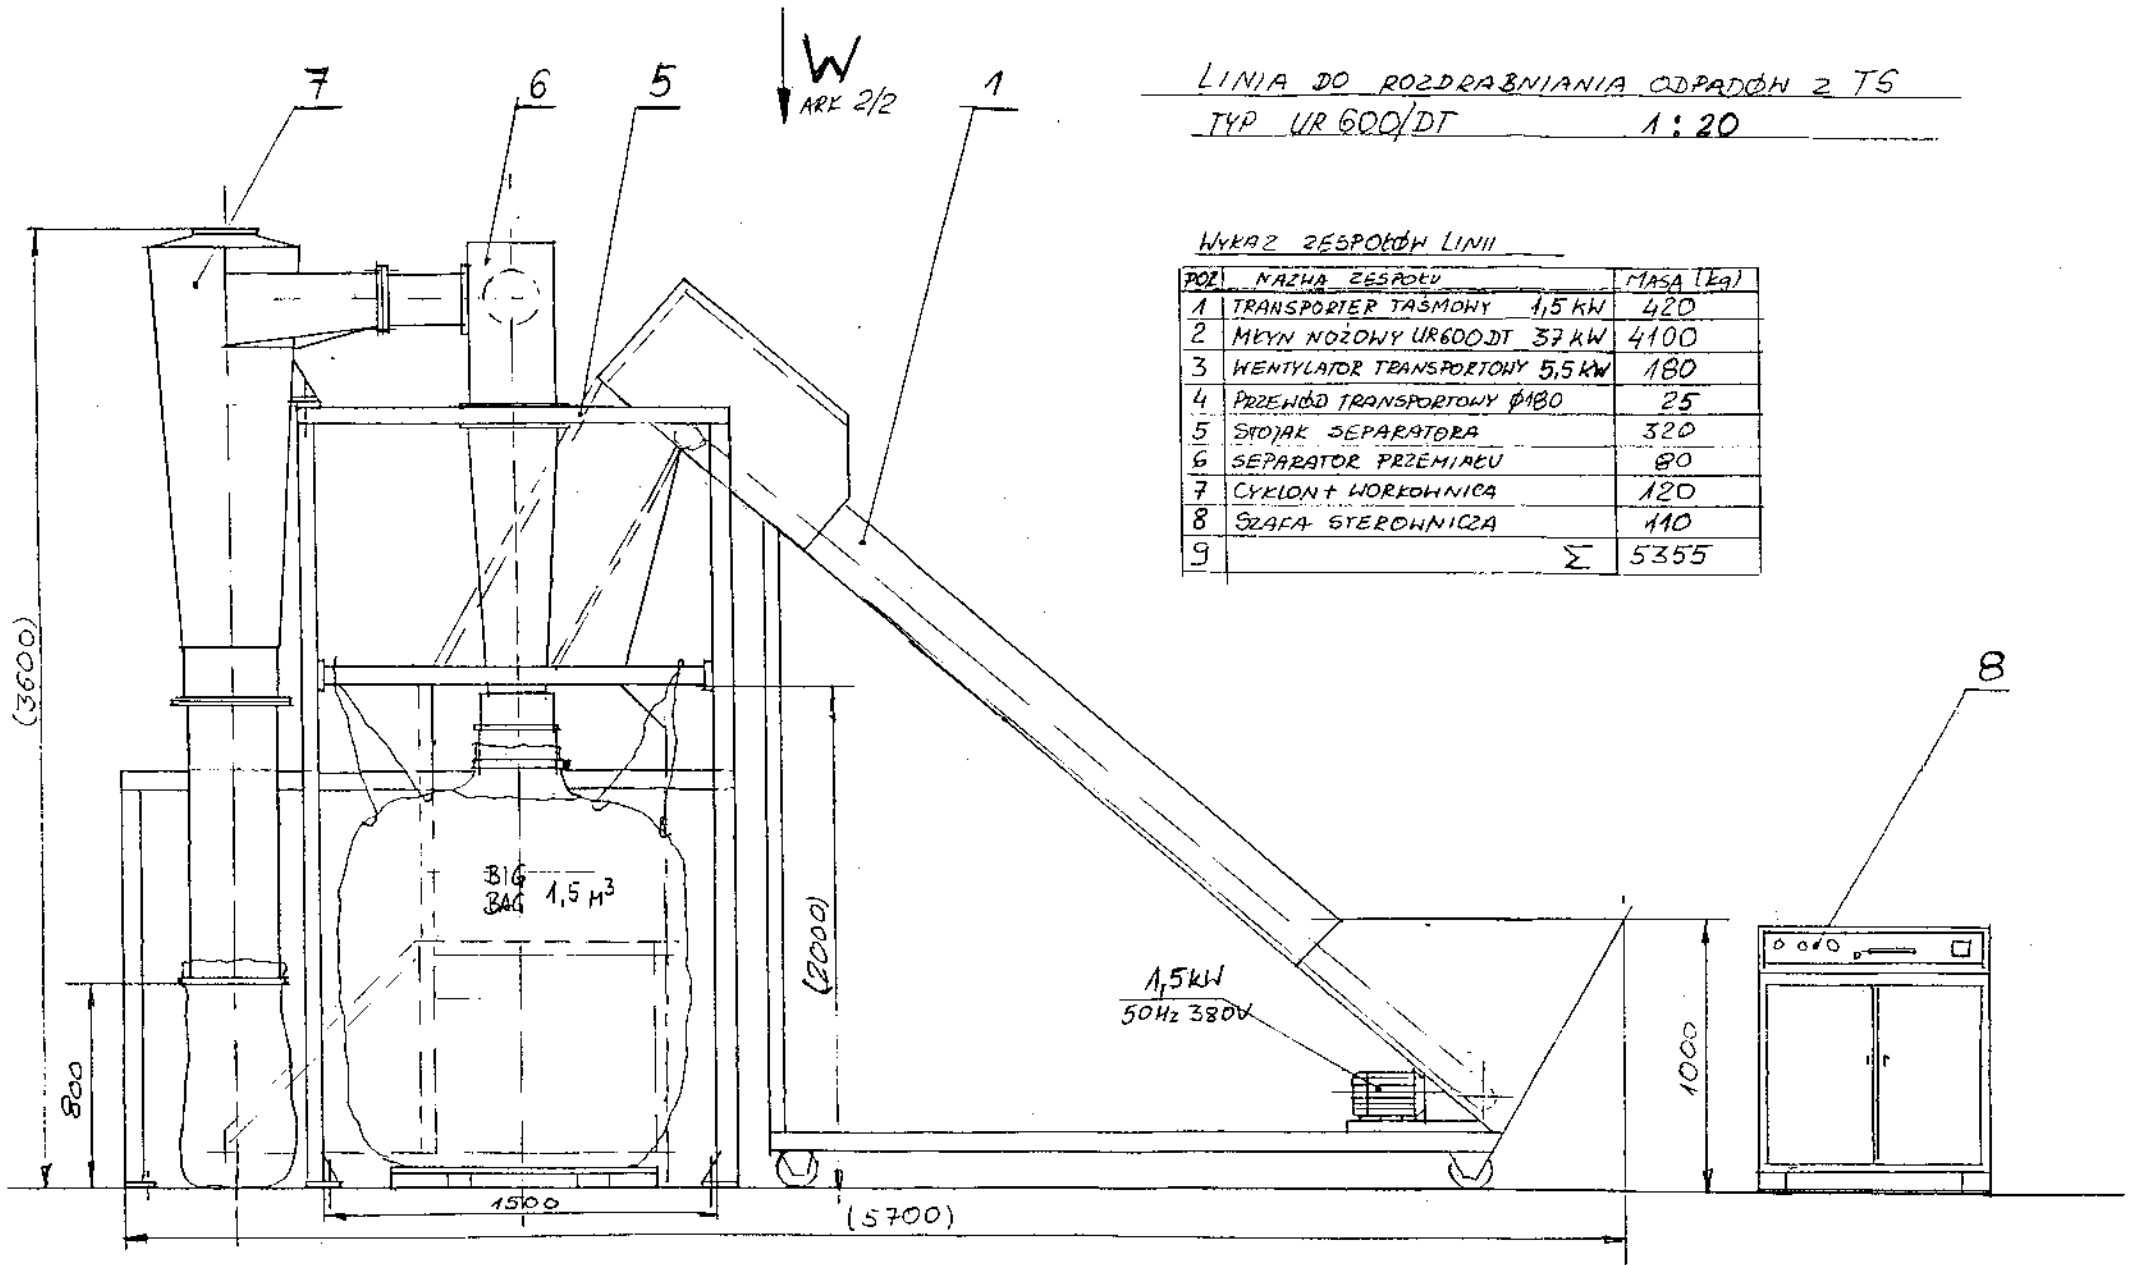 7
6
5
W
ARK 2/2
1
LINIA DO ROZDRABNIANIA ODPADÓW Z TS
TYP UR 600/DT 1:20
WYKAZ ZESPOŁÓW LINII
POZ NAZWA ZESPOŁU MASA (kg)
1 TRANSPORTER TAŚMOWY 1,5 KW 420
2 MŁYN NOŻOWY UR600DT 37 KW 4100
3 WENTYLATOR TRANSPORTOWY 5,5 KW 180
4 PRZEWÓD TRANSPORTOWY Ø180 25
5 STOJAK SEPARATORA 320
6 SEPARATOR PRZEMIAŁU 80
7 CYKLON + WORKOWNICA 120
8 SZAFA STEROWNICZA 110
9 Σ 5355
(3600)
8
BIG BAG 1,5 M³
(2000)
1,5 kW
50Hz 380V
1000
800
1500
(5700)